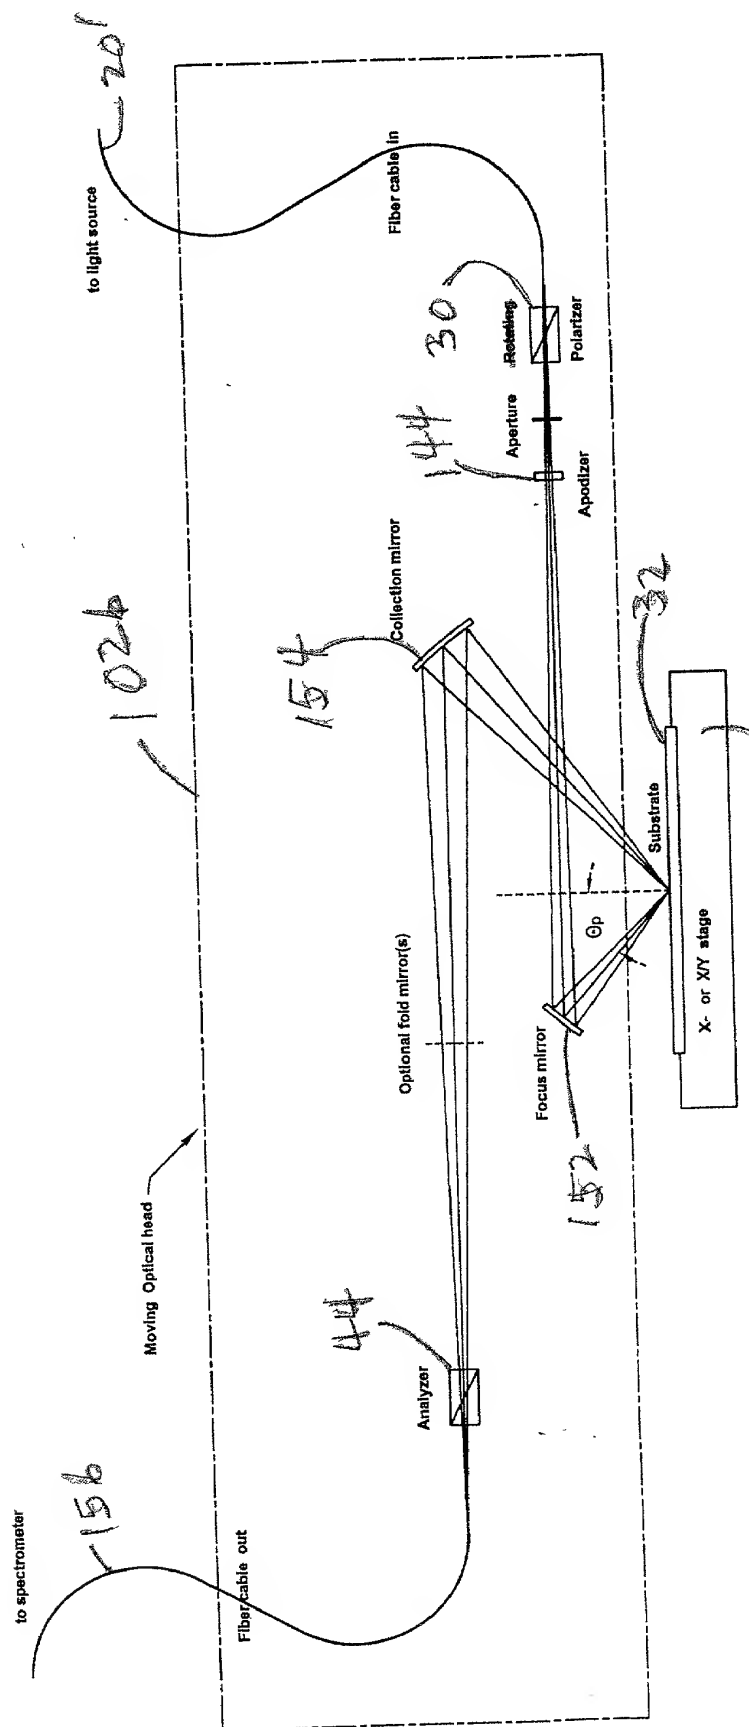 to spectrometer
156
Fiber cable out
Moving Optical head
102b
to light source
20'
Fiber cable in
Analyzer
44
Optional fold mirror(s)
Collection mirror
154
Focus mirror
152
Θp
Apodizer
144
Aperture
Rotating
Polarizer
30
Substrate
32
X- or X/Y stage